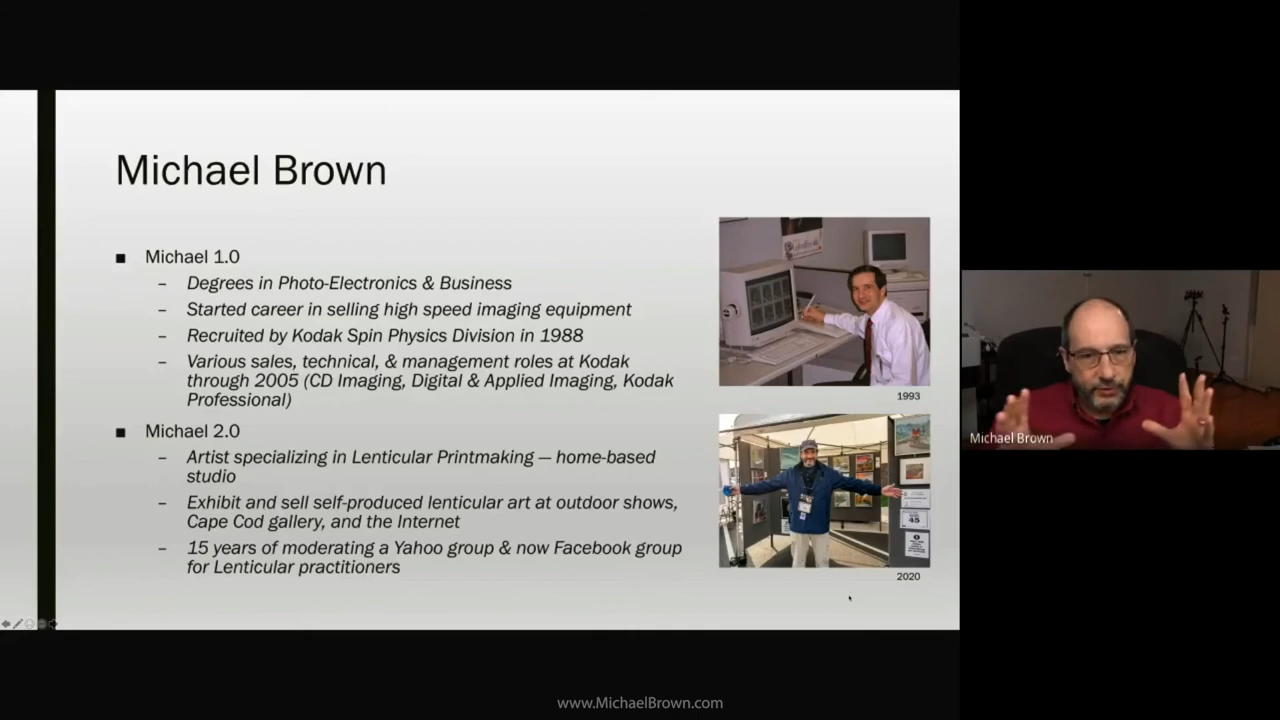 Michael Brown
■ Michael 1.0
– Degrees in Photo-Electronics & Business
– Started career in selling high speed imaging equipment
– Recruited by Kodak Spin Physics Division in 1988
– Various sales, technical, & management roles at Kodak
through 2005 (CD Imaging, Digital & Applied Imaging, Kodak
Professional)
■ Michael 2.0
– Artist specializing in Lenticular Printmaking — home-based
studio
– Exhibit and sell self-produced lenticular art at outdoor shows,
Cape Cod gallery, and the Internet
– 15 years of moderating a Yahoo group & now Facebook group
for Lenticular practitioners
1993
45
2020
Michael Brown
www.MichaelBrown.com